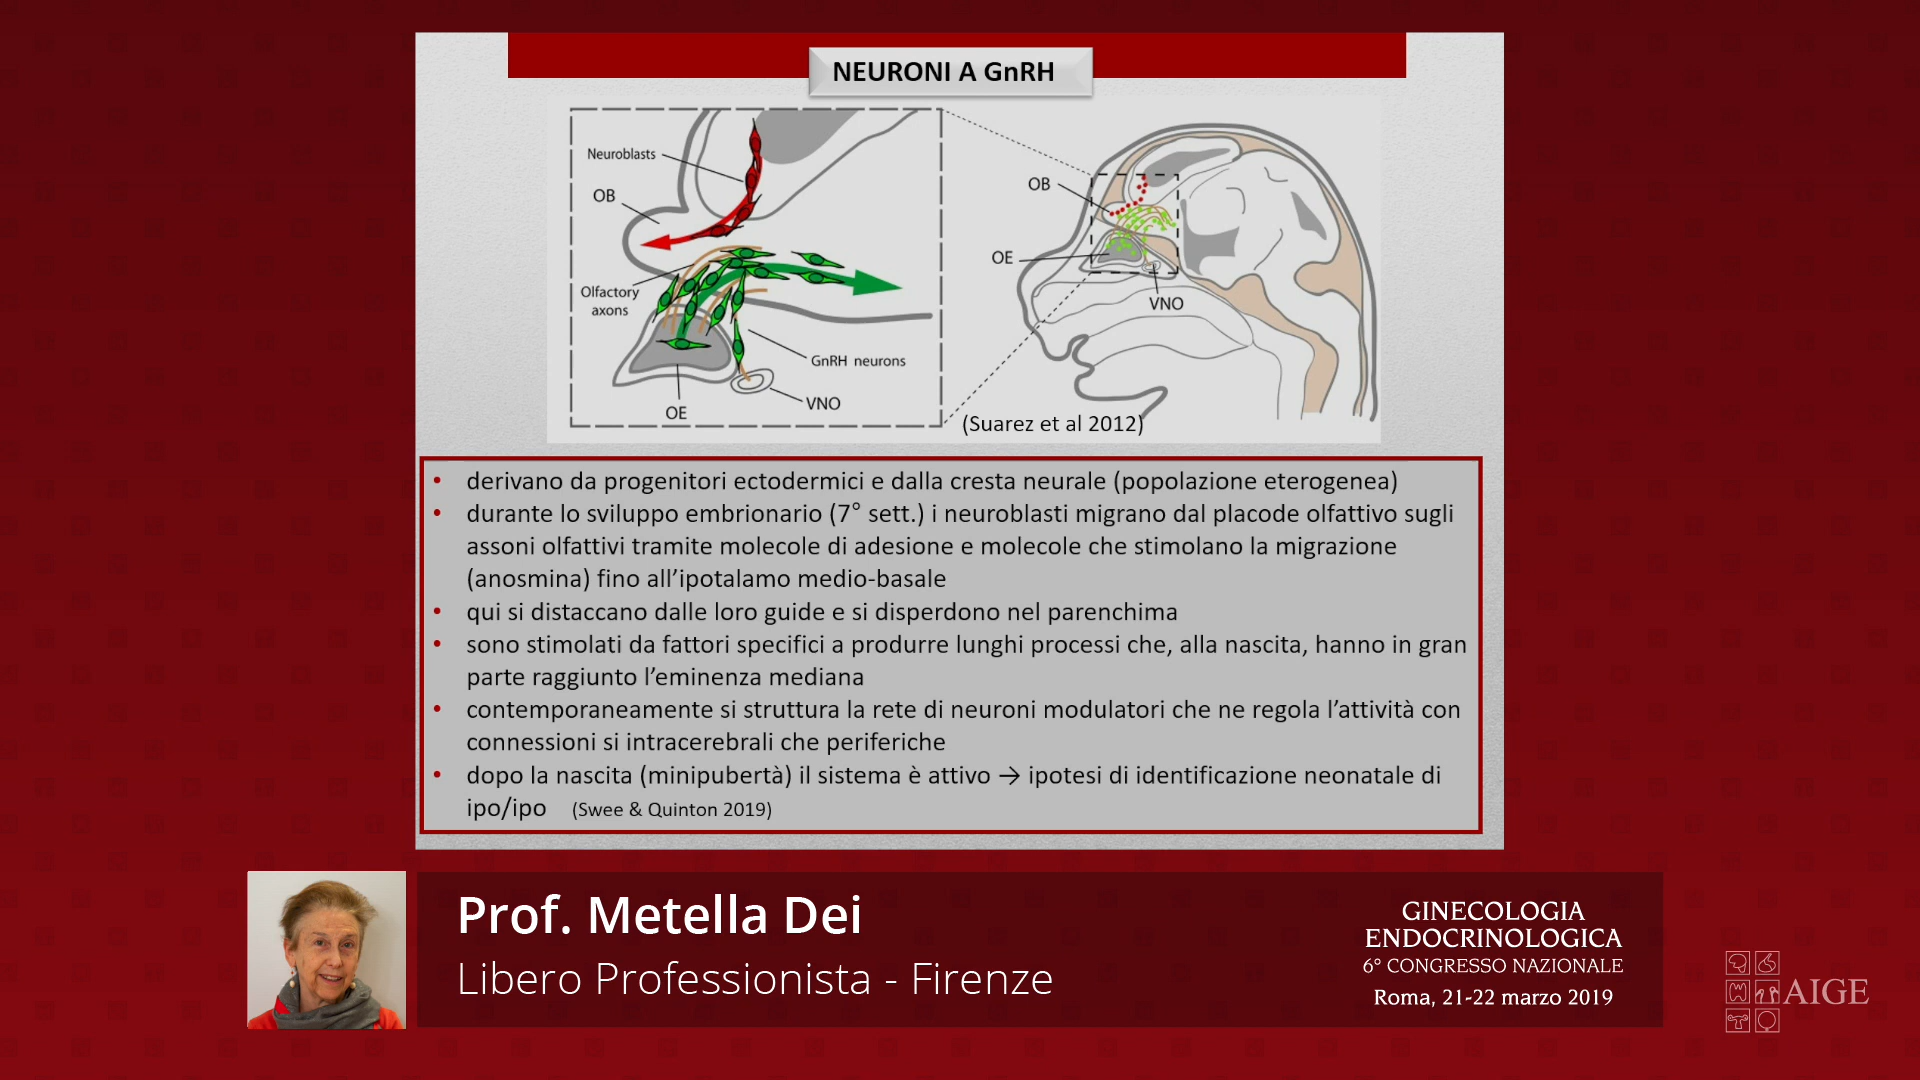 NEURONI A GnRH
Neuroblasts
OB
Olfactory
axons
GnRH neurons
OE
VNO
OB
OE
VNO
(Suarez et al 2012)
• derivano da progenitori ectodermici e dalla cresta neurale (popolazione eterogenea)
• durante lo sviluppo embrionario (7° sett.) i neuroblasti migrano dal placode olfattivo sugli
assoni olfattivi tramite molecole di adesione e molecole che stimolano la migrazione
(anosmina) fino all’ipotalamo medio-basale
• qui si distaccano dalle loro guide e si disperdono nel parenchima
• sono stimolati da fattori specifici a produrre lunghi processi che, alla nascita, hanno in gran
parte raggiunto l’eminenza mediana
• contemporaneamente si struttura la rete di neuroni modulatori che ne regola l’attività con
connessioni si intracerebrali che periferiche
• dopo la nascita (minipubertà) il sistema è attivo → ipotesi di identificazione neonatale di
ipo/ipo (Swee & Quinton 2019)
Prof. Metella Dei
Libero Professionista - Firenze
GINECOLOGIA
ENDOCRINOLOGICA
6° CONGRESSO NAZIONALE
Roma, 21-22 marzo 2019
AIGE